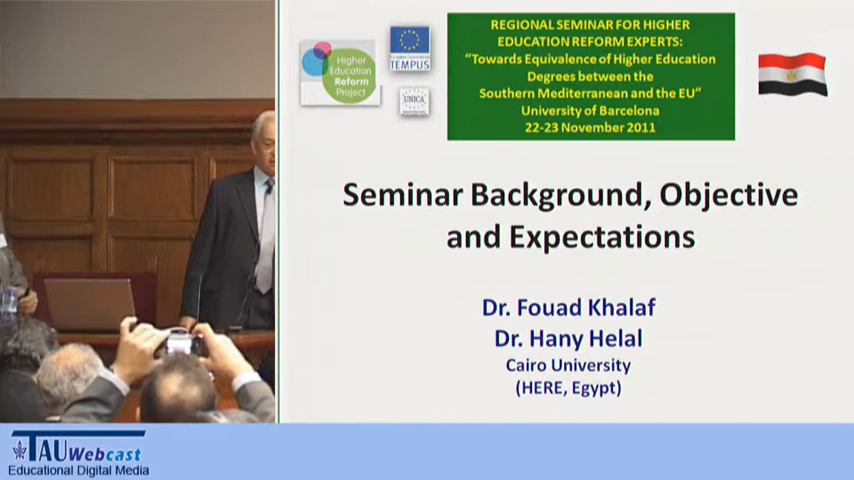 REGIONAL SEMINAR FOR HIGHER
EDUCATION REFORM EXPERTS:
“Towards Equivalence of Higher Education
Degrees between the
Southern Mediterranean and the EU”
University of Barcelona
22-23 November 2011
Higher
Education
Reform
Project
TEMPUS
UNICA
Seminar Background, Objective
and Expectations
Dr. Fouad Khalaf
Dr. Hany Helal
Cairo University
(HERE, Egypt)
TAU Webcast
Educational Digital Media